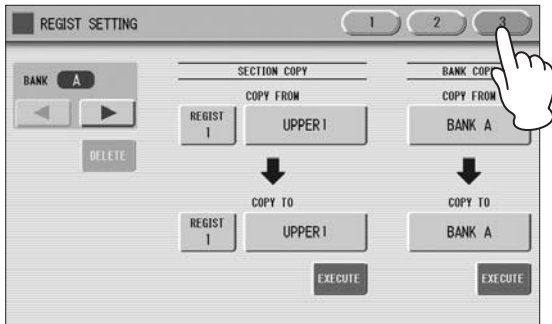 REGIST SETTING
1 2 3
BANK A
DELETE
SECTION COPY
COPY FROM
REGIST 1
UPPER1
COPY TO
REGIST 1
UPPER1
EXECUTE
BANK COPY
COPY FROM
BANK A
COPY TO
BANK A
EXECUTE